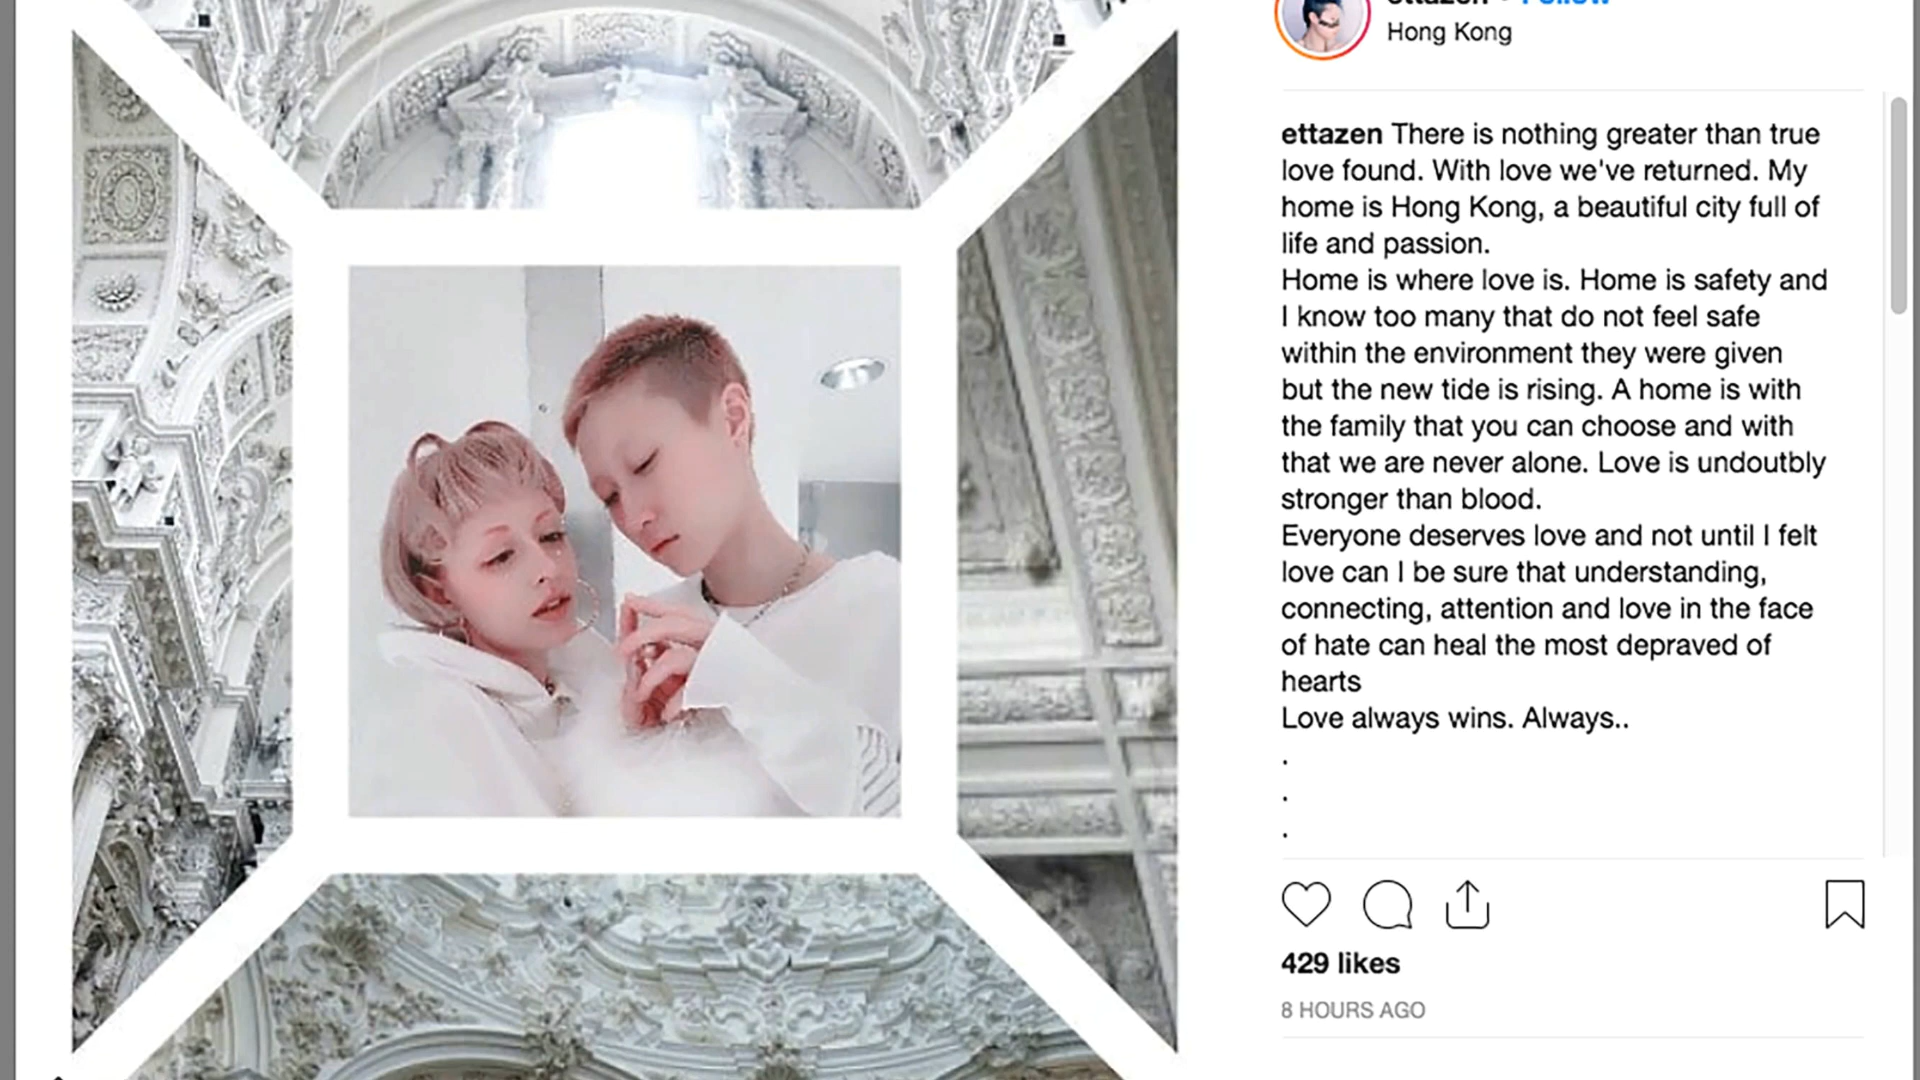 ettazen • Follow
Hong Kong
ettazen There is nothing greater than true
love found. With love we've returned. My
home is Hong Kong, a beautiful city full of
life and passion.
Home is where love is. Home is safety and
I know too many that do not feel safe
within the environment they were given
but the new tide is rising. A home is with
the family that you can choose and with
that we are never alone. Love is undoutbly
stronger than blood.
Everyone deserves love and not until I felt
love can I be sure that understanding,
connecting, attention and love in the face
of hate can heal the most depraved of
hearts
Love always wins. Always..
.
.
.
429 likes
8 HOURS AGO